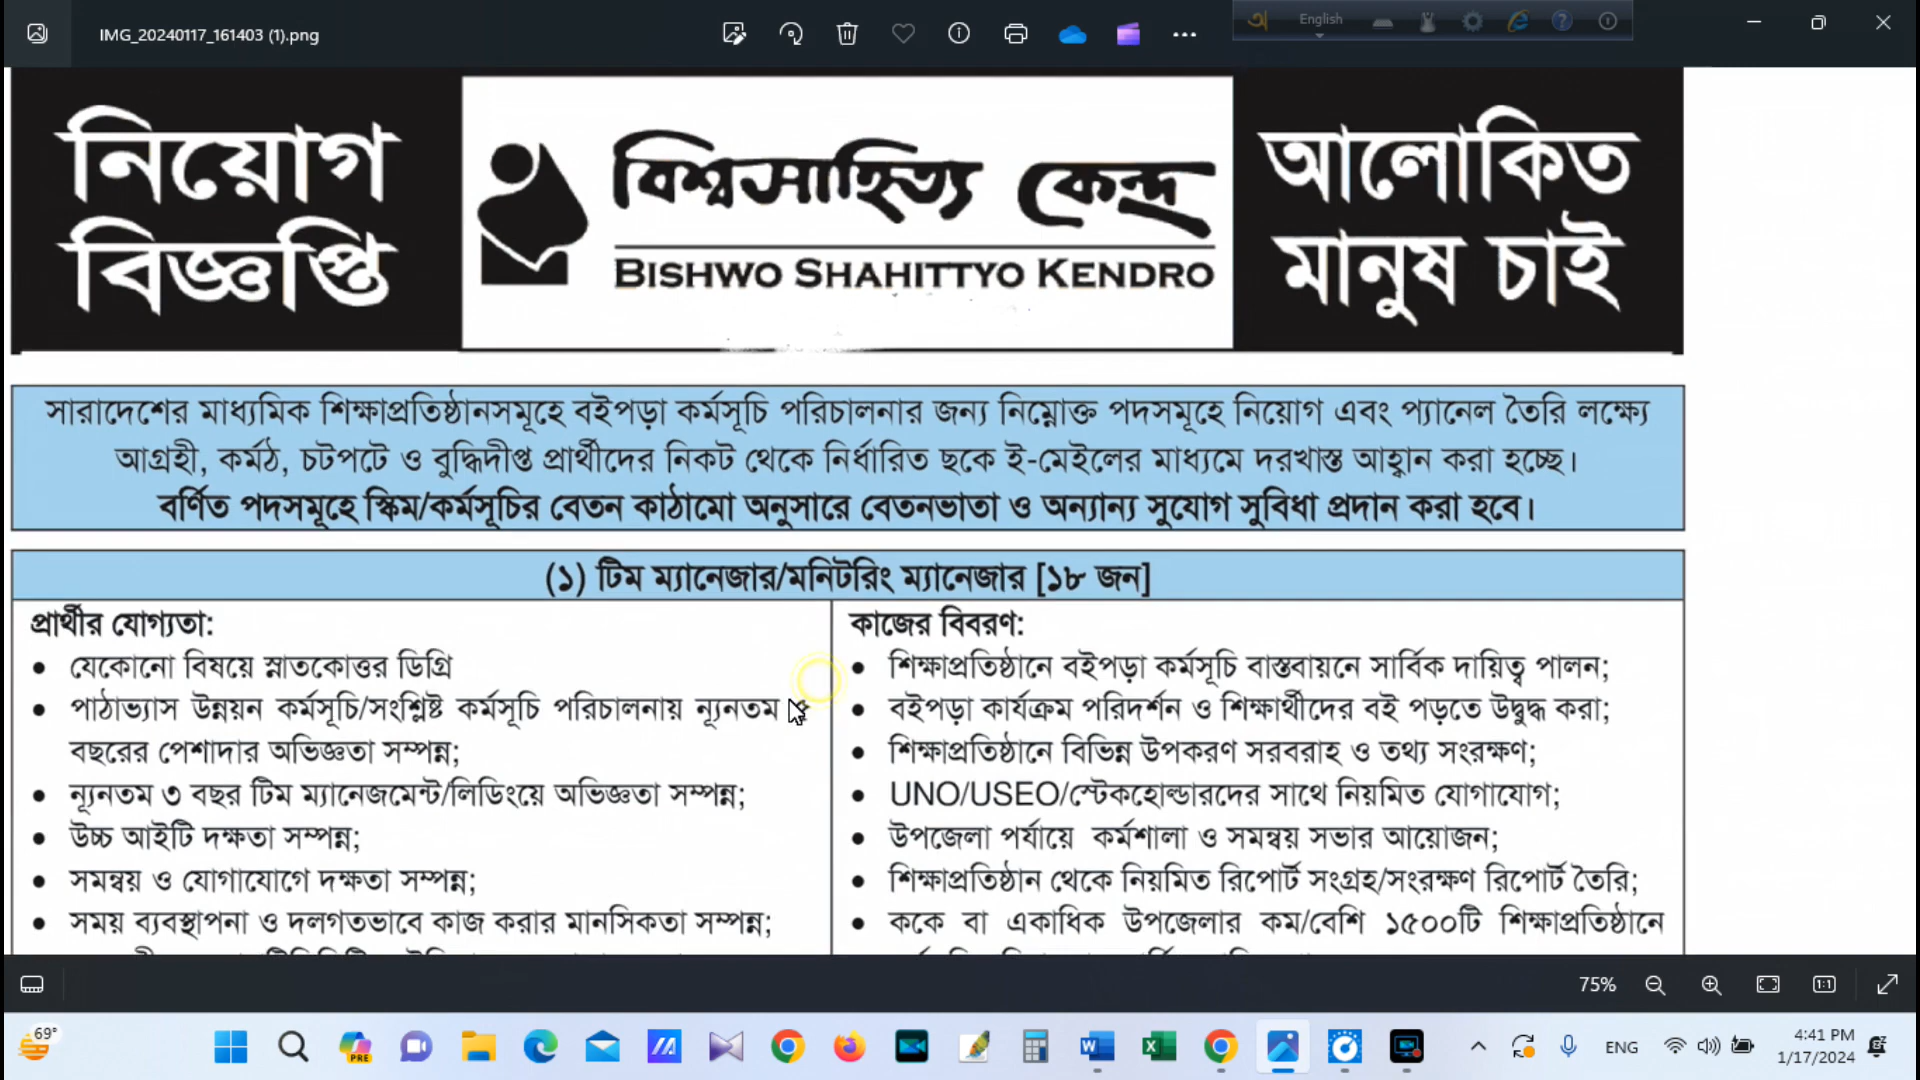 IMG_20240117_161403 (1).png
English
নিয়োগ
বিজ্ঞপ্তি
বিশ্বসাহিত্য কেন্দ্র
BISHWO SHAHITTYO KENDRO
আলোকিত
মানুষ চাই
সারাদেশের মাধ্যমিক শিক্ষাপ্রতিষ্ঠানসমূহে বইপড়া কর্মসূচি পরিচালনার জন্য নিম্নোক্ত পদসমূহে নিয়োগ এবং প্যানেল তৈরি লক্ষ্যে
আগ্রহী, কর্মঠ, চটপটে ও বুদ্ধিদীপ্ত প্রার্থীদের নিকট থেকে নির্ধারিত ছকে ই-মেইলের মাধ্যমে দরখাস্ত আহ্বান করা হচ্ছে।
বর্ণিত পদসমূহে স্কিম/কর্মসূচির বেতন কাঠামো অনুসারে বেতনভাতা ও অন্যান্য সুযোগ সুবিধা প্রদান করা হবে।
(১) টিম ম্যানেজার/মনিটরিং ম্যানেজার [১৮ জন]
প্রার্থীর যোগ্যতা:
• যেকোনো বিষয়ে স্নাতকোত্তর ডিগ্রি
• পাঠাভ্যাস উন্নয়ন কর্মসূচি/সংশ্লিষ্ট কর্মসূচি পরিচালনায় ন্যূনতম
বছরের পেশাদার অভিজ্ঞতা সম্পন্ন;
• ন্যূনতম ৩ বছর টিম ম্যানেজমেন্ট/লিডিংয়ে অভিজ্ঞতা সম্পন্ন;
• উচ্চ আইটি দক্ষতা সম্পন্ন;
• সমন্বয় ও যোগাযোগে দক্ষতা সম্পন্ন;
• সময় ব্যবস্থাপনা ও দলগতভাবে কাজ করার মানসিকতা সম্পন্ন;
কাজের বিবরণ:
• শিক্ষাপ্রতিষ্ঠানে বইপড়া কর্মসূচি বাস্তবায়নে সার্বিক দায়িত্ব পালন;
• বইপড়া কার্যক্রম পরিদর্শন ও শিক্ষার্থীদের বই পড়তে উদ্বুদ্ধ করা;
• শিক্ষাপ্রতিষ্ঠানে বিভিন্ন উপকরণ সরবরাহ ও তথ্য সংরক্ষণ;
• UNO/USEO/স্টেকহোল্ডারদের সাথে নিয়মিত যোগাযোগ;
• উপজেলা পর্যায়ে কর্মশালা ও সমন্বয় সভার আয়োজন;
• শিক্ষাপ্রতিষ্ঠান থেকে নিয়মিত রিপোর্ট সংগ্রহ/সংরক্ষণ রিপোর্ট তৈরি;
• ককে বা একাধিক উপজেলার কম/বেশি ১৫০০টি শিক্ষাপ্রতিষ্ঠানে
75%
69°
PRE
ENG
4:41 PM
1/17/2024